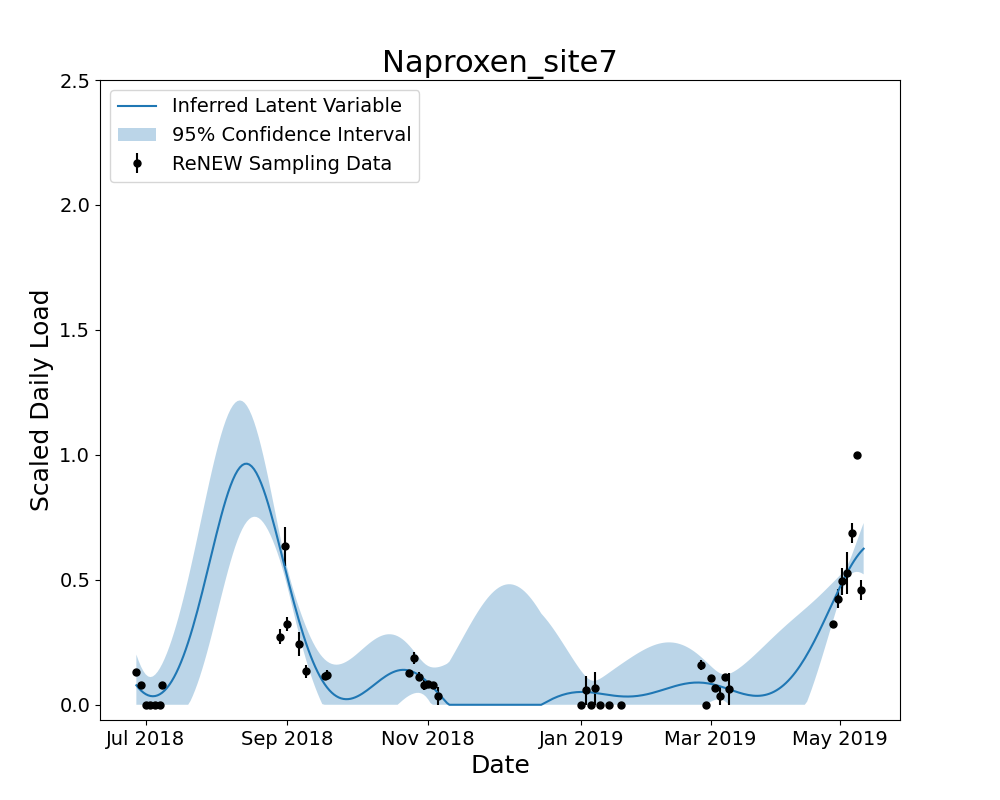 Naproxen_site7
2.5
Inferred Latent Variable
95% Confidence Interval
ReNEW Sampling Data
2.0
1.5
1.0
0.5
0.0
Scaled Daily Load
Jul 2018 Sep 2018 Nov 2018 Jan 2019 Mar 2019 May 2019
Date